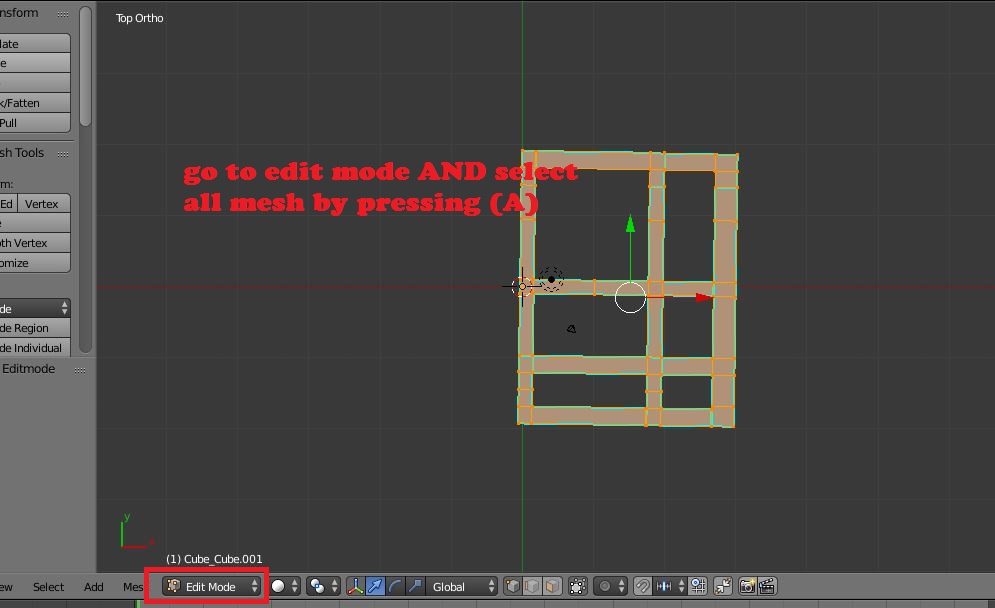 nsform
Top Ortho
late
e
k/Fatten
Pull
sh Tools
go to edit mode AND select
all mesh by pressing (A)
rm:
Ed
Vertex
e
oth Vertex
omize
de
de Region
de Individual
Editmode
y
x
(1) Cube_Cube.001
ew
Select
Add
Mes
Edit Mode
Global